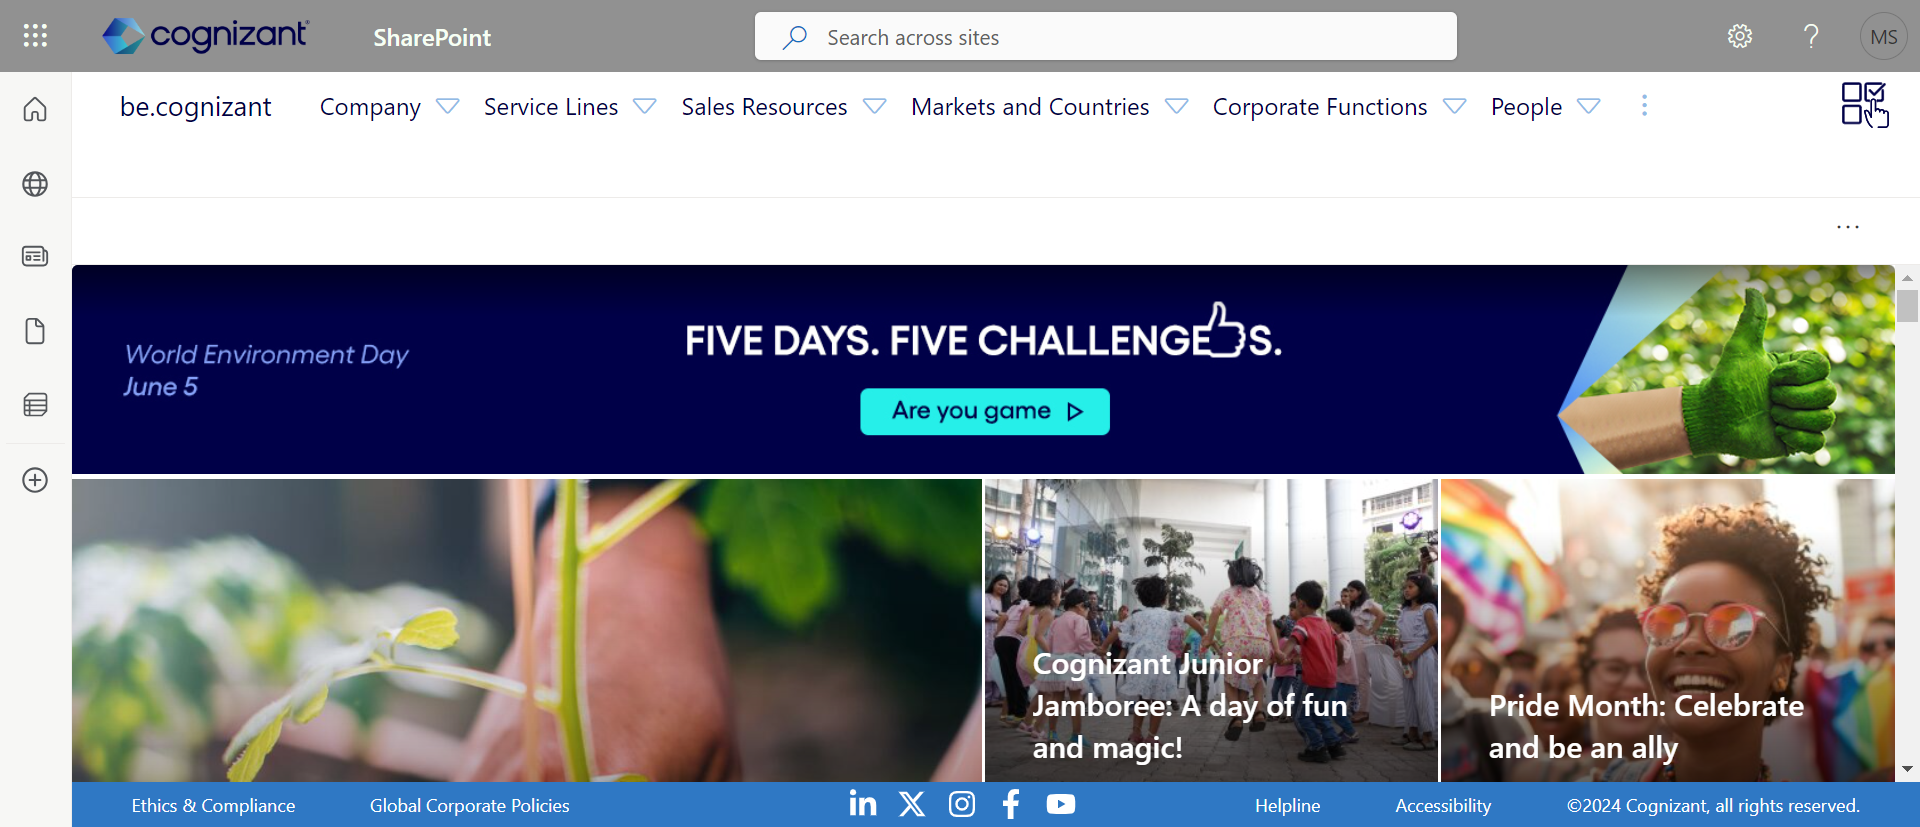 cognizant
SharePoint
Search across sites
MS
be.cognizant
Company
Service Lines
Sales Resources
Markets and Countries
Corporate Functions
People
World Environment Day
June 5
FIVE DAYS. FIVE CHALLENGES.
Are you game
Cognizant Junior
Jamboree: A day of fun
and magic!
Pride Month: Celebrate
and be an ally
Ethics & Compliance
Global Corporate Policies
Helpline
Accessibility
©2024 Cognizant, all rights reserved.